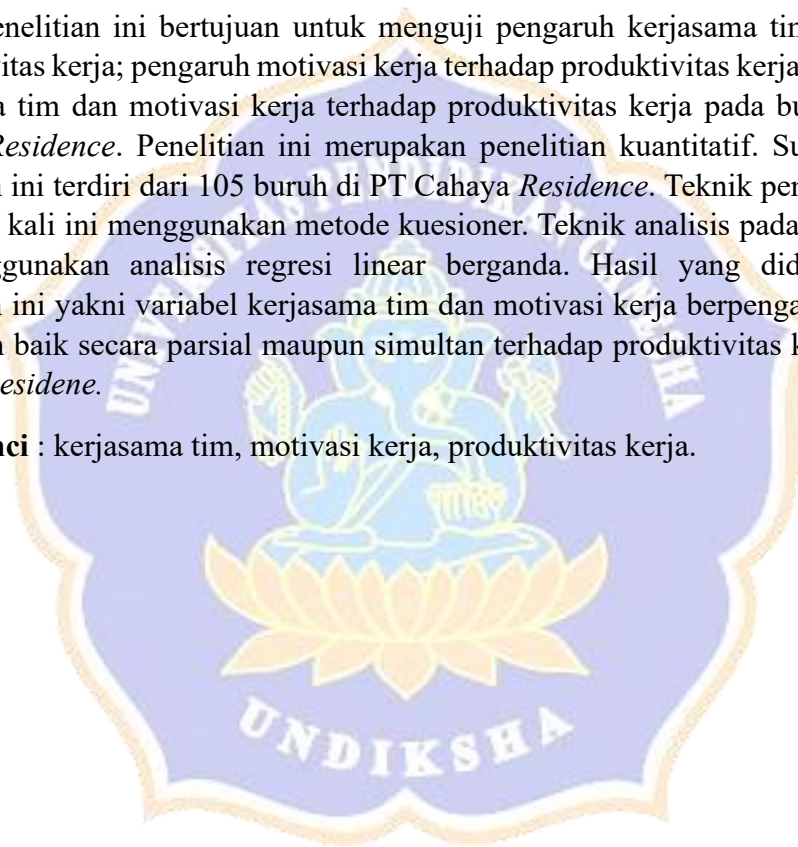 enelitian ini bertujuan untuk menguji pengaruh kerjasama tim
vitas kerja; pengaruh motivasi kerja terhadap produktivitas kerja
a tim dan motivasi kerja terhadap produktivitas kerja pada bu
Residence. Penelitian ini merupakan penelitian kuantitatif. Su
n ini terdiri dari 105 buruh di PT Cahaya Residence. Teknik pen
kali ini menggunakan metode kuesioner. Teknik analisis pada
ggunakan analisis regresi linear berganda. Hasil yang did
n ini yakni variabel kerjasama tim dan motivasi kerja berpenga
n baik secara parsial maupun simultan terhadap produktivitas k
esidene.
nci : kerjasama tim, motivasi kerja, produktivitas kerja.
UNIVERSITAS PENDIDIKAN GANESHA
UNDIKSHA